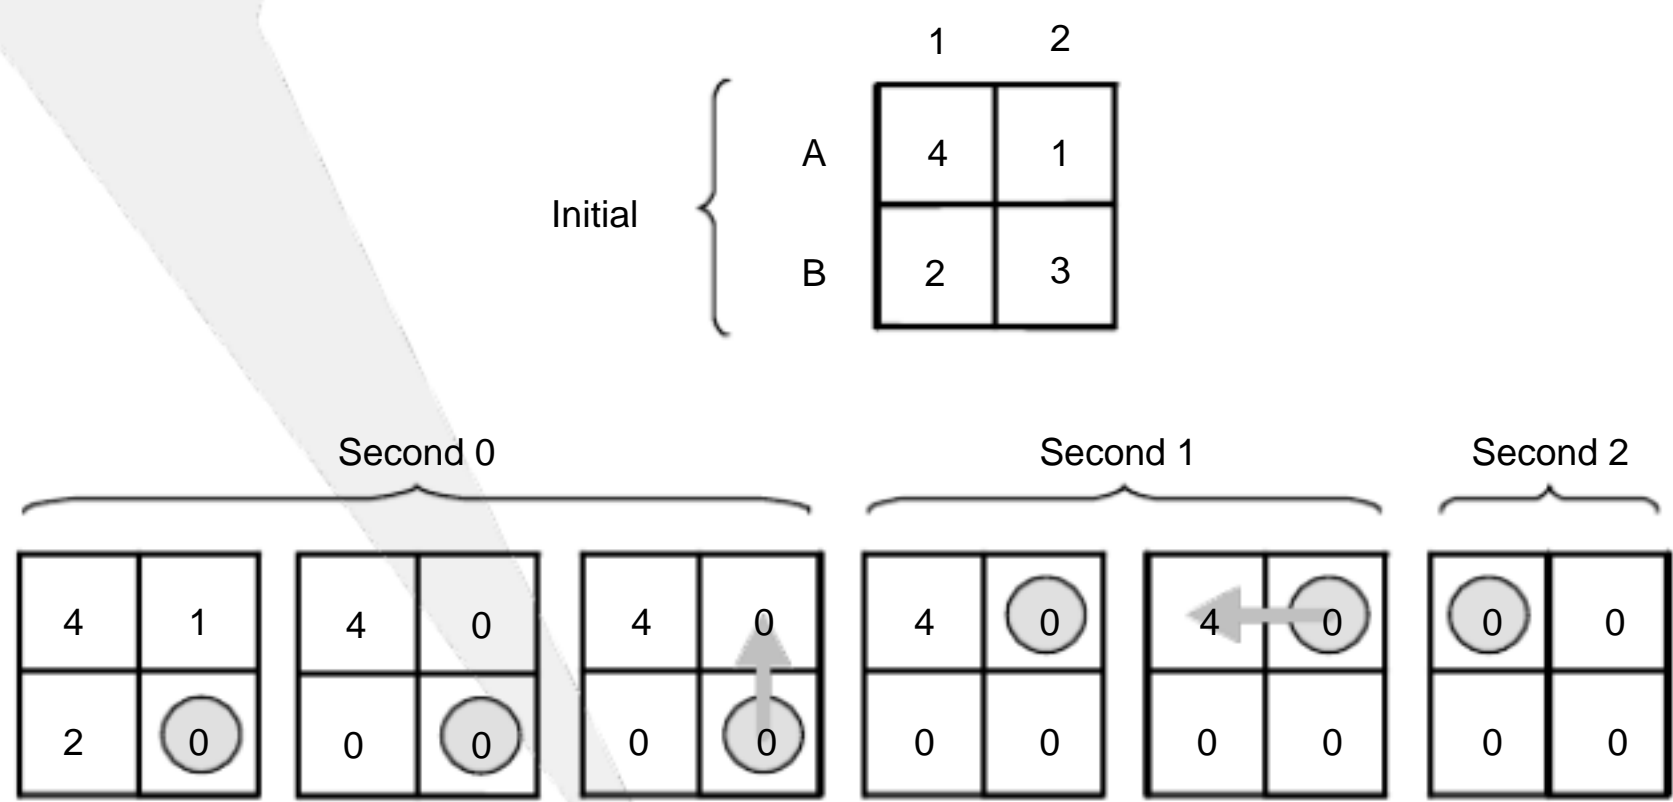 1 2
A 4 1
Initial
B 2 3
Second 0 Second 1 Second 2
4 1 4 0 4 0 4 0 4 0 0 0
2 0 0 0 0 0 0 0 0 0 0 0